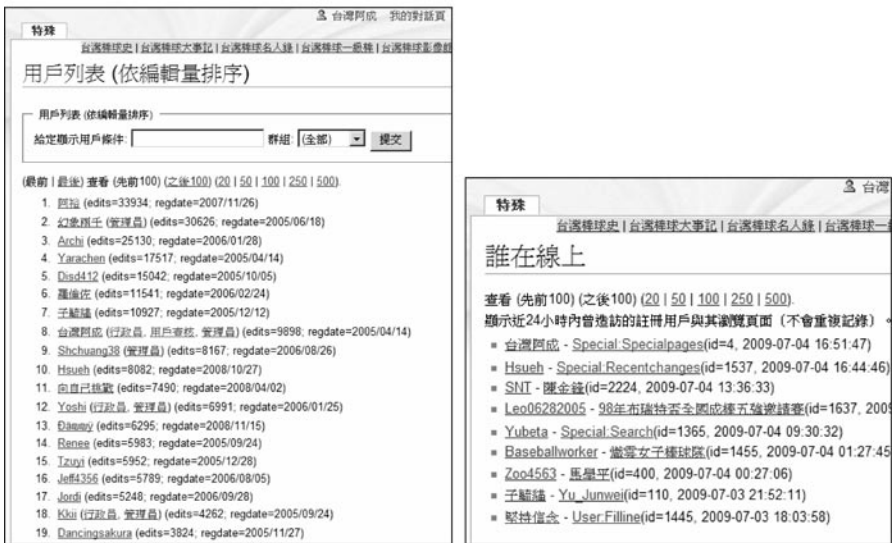 台灣阿成 我的對話頁
特殊
台灣棒球史 | 台灣棒球大事記 | 台灣棒球名人錄 | 台灣棒球一級棒 | 台灣棒球影像館
用戶列表 (依編輯量排序)
用戶列表 (依編輯量排序)
給定顯示用戶條件: 群組: (全部) 提交
(最前 | 最後) 查看 (先前100) (之後100) (20 | 50 | 100 | 250 | 500).
1. 阿祖 (edits=33934; regdate=2007/11/26)
2. 幻象兩千 (管理員) (edits=30626; regdate=2005/06/18)
3. Archi (edits=25130; regdate=2006/01/28)
4. Yarachen (edits=17517; regdate=2005/04/14)
5. Disd412 (edits=15042; regdate=2005/10/05)
6. 羅倫佐 (edits=11541; regdate=2006/02/24)
7. (edits=10927; regdate=2005/12/12)
8. 台灣阿成 (行政員, 用戶查核, 管理員) (edits=9898; regdate=2005/04/14)
9. Shchuang38 (管理員) (edits=8167; regdate=2006/08/26)
10. Hsueh (edits=8082; regdate=2008/10/27)
11. 向自己挑戰 (edits=7490; regdate=2008/04/02)
12. Yoshi (行政員, 管理員) (edits=6991; regdate=2006/01/25)
13. (edits=6295; regdate=2008/11/15)
14. Renee (edits=5983; regdate=2005/09/24)
15. Tzuyi (edits=5952; regdate=2005/12/28)
16. Jeff4356 (edits=5789; regdate=2006/08/05)
17. Jordi (edits=5248; regdate=2006/09/28)
18. Kkii (行政員, 管理員) (edits=4262; regdate=2005/09/24)
19. Dancingsakura (edits=3824; regdate=2005/11/27)
台灣
特殊
台灣棒球史 | 台灣棒球大事記 | 台灣棒球名人錄 | 台灣棒球一
誰在線上
查看 (先前100) (之後100) (20 | 50 | 100 | 250 | 500).
顯示近24小時內曾造訪的註冊用戶與其瀏覽頁面〔不會重複記錄〕。
台灣阿成 - Special:Specialpages(id=4, 2009-07-04 16:51:47)
Hsueh - Special:Recentchanges(id=1537, 2009-07-04 16:44:46)
SNT - 陳金鋒(id=2224, 2009-07-04 13:36:33)
Leo06282005 - 98年布瑞特盃全國成棒五強邀請賽(id=1637, 2009
Yubeta - Special:Search(id=1365, 2009-07-04 09:30:32)
Baseballworker - 女子棒球隊(id=1455, 2009-07-04 01:27:45
Zoo4563 - 馬學平(id=400, 2009-07-04 00:27:06)
- Yu_Junwei(id=110, 2009-07-03 21:52:11)
堅持信念 - User:Filline(id=1445, 2009-07-03 18:03:58)